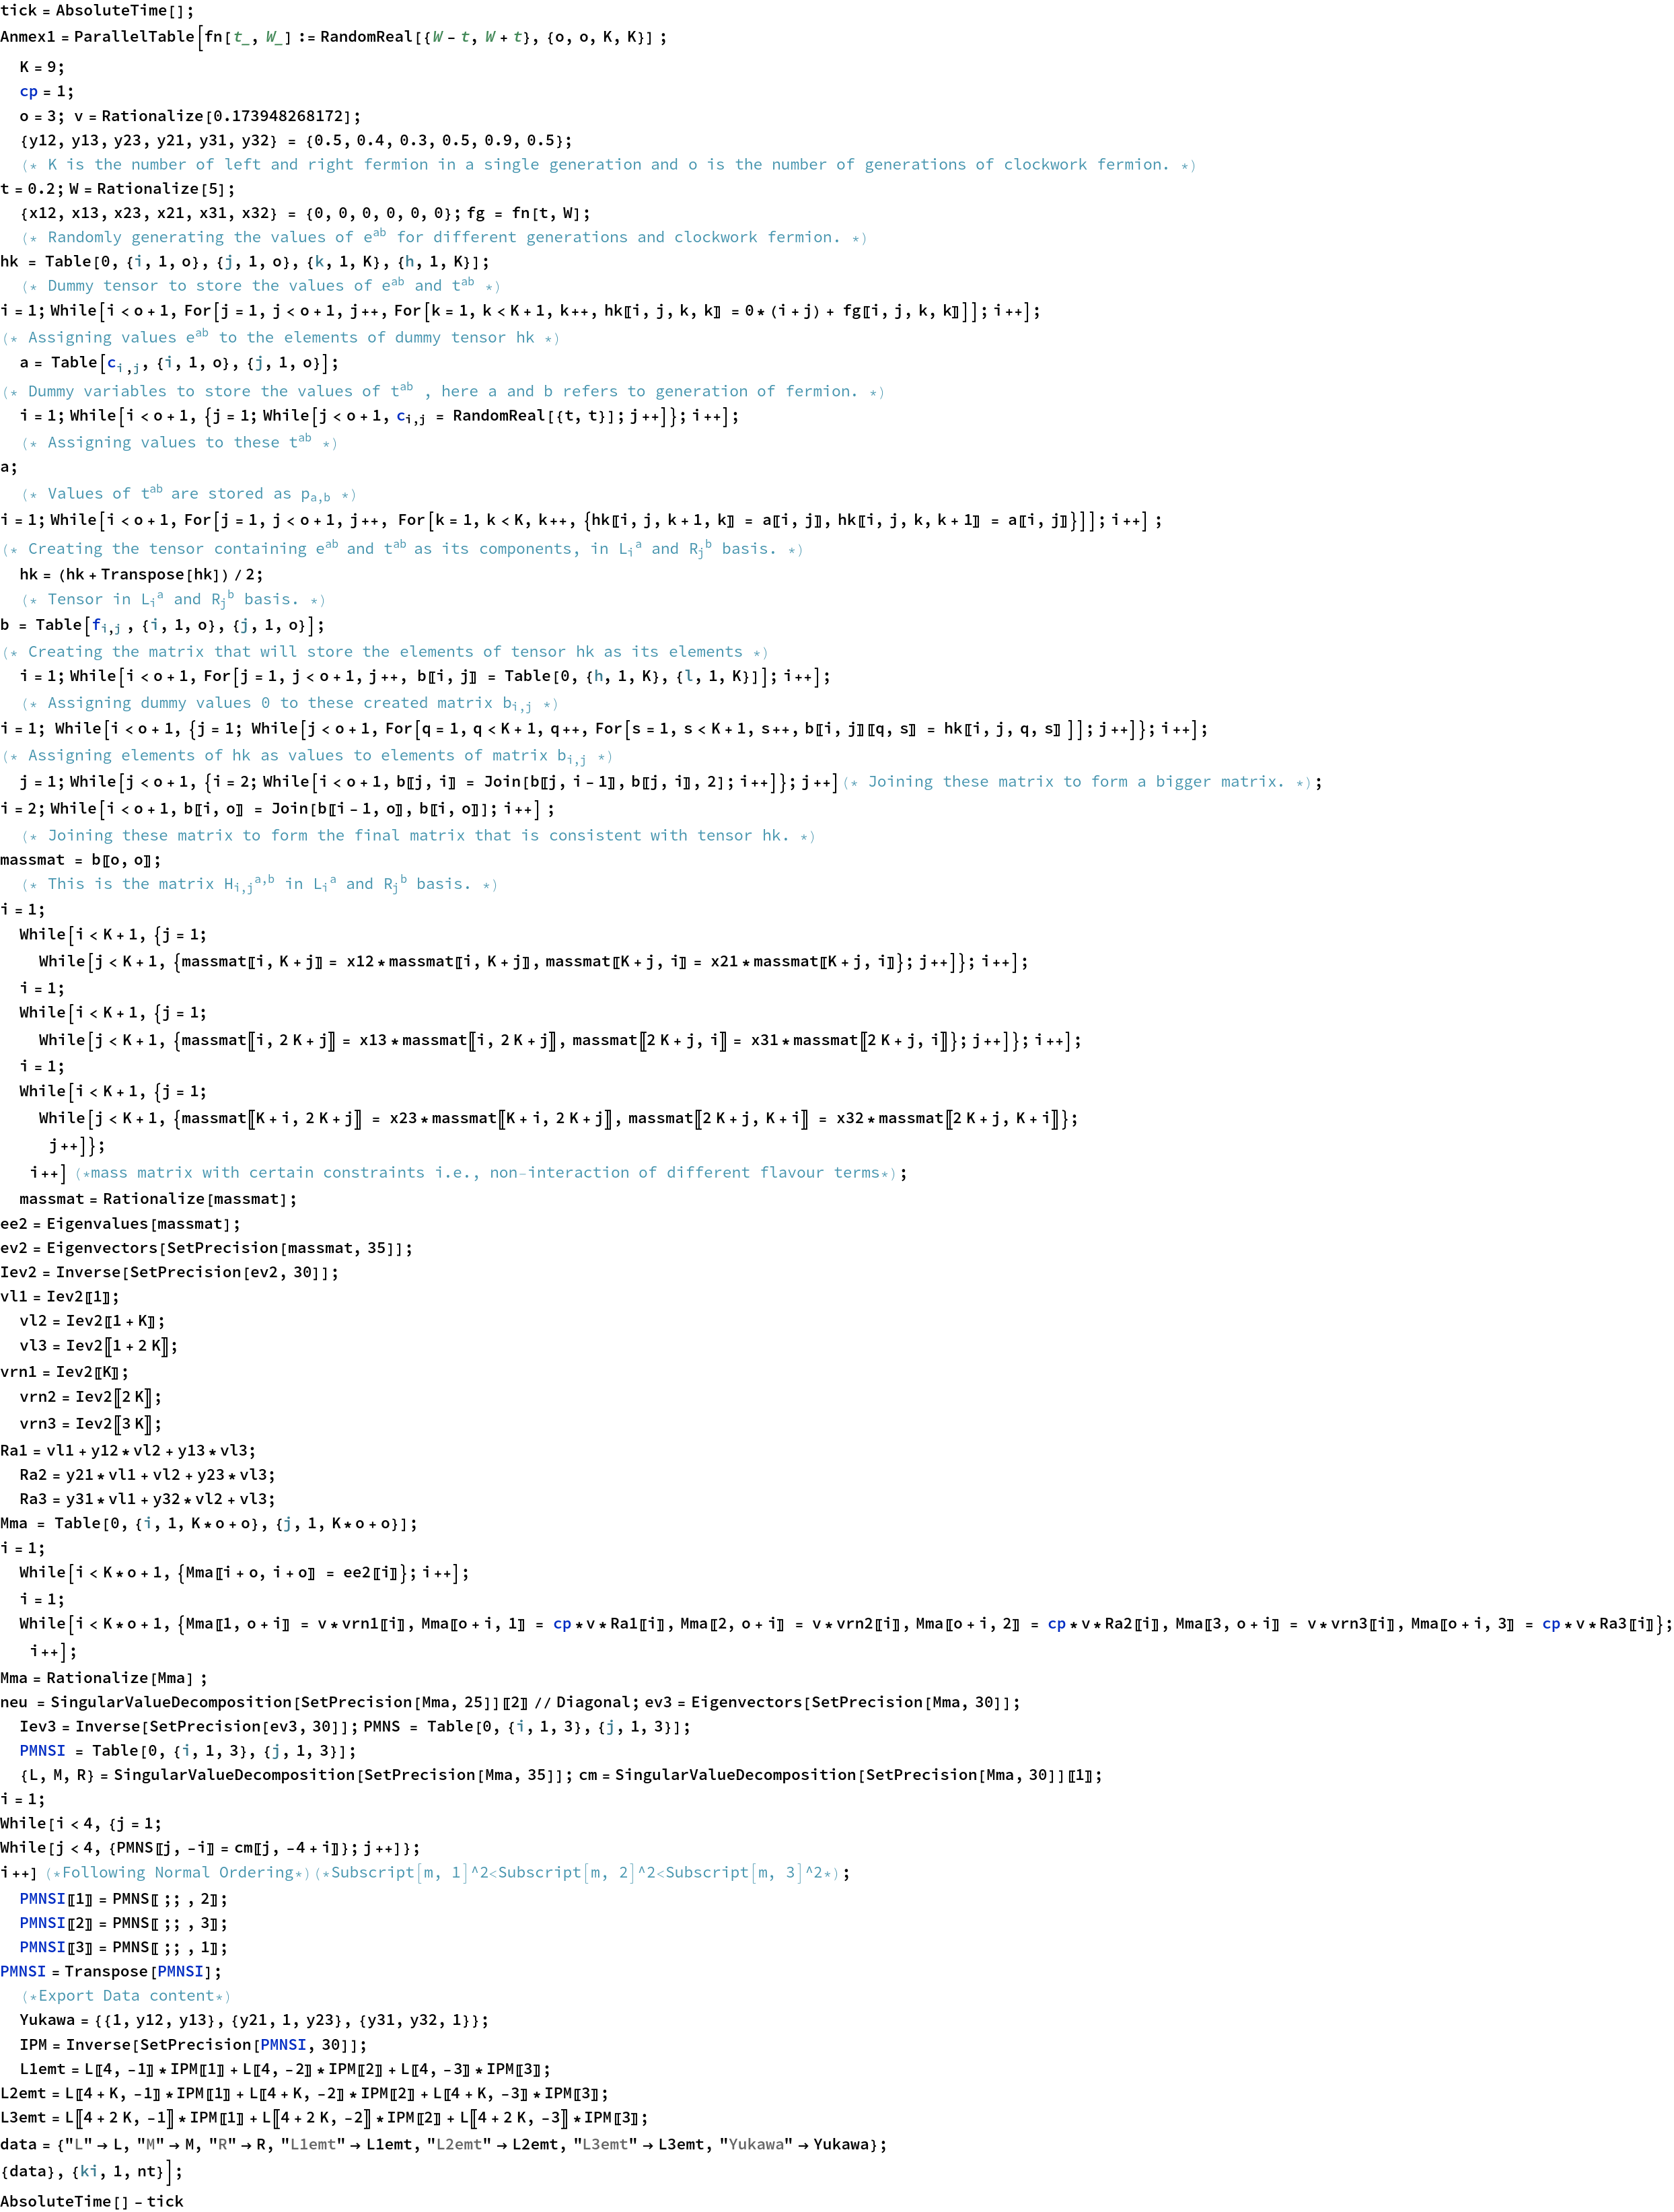 tick = AbsoluteTime[];
Anmex1 = ParallelTable[fn[t_, W_] := RandomReal[{W - t, W + t}, {o, o, K, K}] ;
K = 9;
cp = 1;
o = 3; v = Rationalize[0.173948268172];
{y12, y13, y23, y21, y31, y32} = {0.5, 0.4, 0.3, 0.5, 0.9, 0.5};
(* K is the number of left and right fermion in a single generation and o is the number of generations of clockwork fermion. *)
t = 0.2; W = Rationalize[5];
{x12, x13, x23, x21, x31, x32} = {0, 0, 0, 0, 0, 0}; fg = fn[t, W];
(* Randomly generating the values of e^ab for different generations and clockwork fermion. *)
hk = Table[0, {i, 1, o}, {j, 1, o}, {k, 1, K}, {h, 1, K}];
(* Dummy tensor to store the values of e^ab and t^ab *)
i = 1; While[i < o + 1, For[j = 1, j < o + 1, j++, For[k = 1, k < K + 1, k++, hk〚i, j, k, k〛 = 0 * (i + j) + fg〚i, j, k, k〛]]; i++];
(* Assigning values e^ab to the elements of dummy tensor hk *)
a = Table[c_i,j, {i, 1, o}, {j, 1, o}];
(* Dummy variables to store the values of t^ab , here a and b refers to generation of fermion. *)
i = 1; While[i < o + 1, {j = 1; While[j < o + 1, c_i,j = RandomReal[{t, t}]; j++]}; i++];
(* Assigning values to these t^ab *)
a;
(* Values of t^ab are stored as p_a,b *)
i = 1; While[i < o + 1, For[j = 1, j < o + 1, j++, For[k = 1, k < K, k++, {hk〚i, j, k + 1, k〛 = a〚i, j〛, hk〚i, j, k, k + 1〛 = a〚i, j〛}]]; i++] ;
(* Creating the tensor containing e^ab and t^ab as its components, in L_i^a and R_j^b basis. *)
hk = (hk + Transpose[hk]) / 2;
(* Tensor in L_i^a and R_j^b basis. *)
b = Table[f_i,j , {i, 1, o}, {j, 1, o}];
(* Creating the matrix that will store the elements of tensor hk as its elements *)
i = 1; While[i < o + 1, For[j = 1, j < o + 1, j++, b〚i, j〛 = Table[0, {h, 1, K}, {l, 1, K}]]; i++];
(* Assigning dummy values 0 to these created matrix b_i,j *)
i = 1; While[i < o + 1, {j = 1; While[j < o + 1, For[q = 1, q < K + 1, q++, For[s = 1, s < K + 1, s++, b〚i, j〛〚q, s〛 = hk〚i, j, q, s〛 ]]; j++]}; i++];
(* Assigning elements of hk as values to elements of matrix b_i,j *)
j = 1; While[j < o + 1, {i = 2; While[i < o + 1, b〚j, i〛 = Join[b〚j, i - 1〛, b〚j, i〛, 2]; i++]}; j++] (* Joining these matrix to form a bigger matrix. *);
i = 2; While[i < o + 1, b〚i, o〛 = Join[b〚i - 1, o〛, b〚i, o〛]; i++] ;
(* Joining these matrix to form the final matrix that is consistent with tensor hk. *)
massmat = b〚o, o〛;
(* This is the matrix H_i,j^a,b in L_i^a and R_j^b basis. *)
i = 1;
While[i < K + 1, {j = 1;
While[j < K + 1, {massmat〚i, K + j〛 = x12 * massmat〚i, K + j〛, massmat〚K + j, i〛 = x21 * massmat〚K + j, i〛}; j++]}; i++];
i = 1;
While[i < K + 1, {j = 1;
While[j < K + 1, {massmat〚i, 2 K + j〛 = x13 * massmat〚i, 2 K + j〛, massmat〚2 K + j, i〛 = x31 * massmat〚2 K + j, i〛}; j++]}; i++];
i = 1;
While[i < K + 1, {j = 1;
While[j < K + 1, {massmat〚K + i, 2 K + j〛 = x23 * massmat〚K + i, 2 K + j〛, massmat〚2 K + j, K + i〛 = x32 * massmat〚2 K + j, K + i〛};
j++]};
i++] (*mass matrix with certain constraints i.e., non-interaction of different flavour terms*);
massmat = Rationalize[massmat];
ee2 = Eigenvalues[massmat];
ev2 = Eigenvectors[SetPrecision[massmat, 35]];
Iev2 = Inverse[SetPrecision[ev2, 30]];
vl1 = Iev2〚1〛;
vl2 = Iev2〚1 + K〛;
vl3 = Iev2〚1 + 2 K〛;
vrn1 = Iev2〚K〛;
vrn2 = Iev2〚2 K〛;
vrn3 = Iev2〚3 K〛;
Ra1 = vl1 + y12 * vl2 + y13 * vl3;
Ra2 = y21 * vl1 + vl2 + y23 * vl3;
Ra3 = y31 * vl1 + y32 * vl2 + vl3;
Mma = Table[0, {i, 1, K * o + o}, {j, 1, K * o + o}];
i = 1;
While[i < K * o + 1, {Mma〚i + o, i + o〛 = ee2〚i〛}; i++];
i = 1;
While[i < K * o + 1, {Mma〚1, o + i〛 = v * vrn1〚i〛, Mma〚o + i, 1〛 = cp * v * Ra1〚i〛, Mma〚2, o + i〛 = v * vrn2〚i〛, Mma〚o + i, 2〛 = cp * v * Ra2〚i〛, Mma〚3, o + i〛 = v * vrn3〚i〛, Mma〚o + i, 3〛 = cp * v * Ra3〚i〛};
i++];
Mma = Rationalize[Mma] ;
neu = SingularValueDecomposition[SetPrecision[Mma, 25]]〚2〛 // Diagonal; ev3 = Eigenvectors[SetPrecision[Mma, 30]];
Iev3 = Inverse[SetPrecision[ev3, 30]]; PMNS = Table[0, {i, 1, 3}, {j, 1, 3}];
PMNSI = Table[0, {i, 1, 3}, {j, 1, 3}];
{L, M, R} = SingularValueDecomposition[SetPrecision[Mma, 35]]; cm = SingularValueDecomposition[SetPrecision[Mma, 30]]〚1〛;
i = 1;
While[i < 4, {j = 1;
While[j < 4, {PMNS〚j, -i〛 = cm〚j, -4 + i〛}; j++]};
i++] (*Following Normal Ordering*) (*Subscript[m, 1]^2<Subscript[m, 2]^2<Subscript[m, 3]^2*);
PMNSI〚1〛 = PMNS〚 ;; , 2〛;
PMNSI〚2〛 = PMNS〚 ;; , 3〛;
PMNSI〚3〛 = PMNS〚 ;; , 1〛;
PMNSI = Transpose[PMNSI];
(*Export Data content*)
Yukawa = {{1, y12, y13}, {y21, 1, y23}, {y31, y32, 1}};
IPM = Inverse[SetPrecision[PMNSI, 30]];
L1emt = L〚4, -1〛 * IPM〚1〛 + L〚4, -2〛 * IPM〚2〛 + L〚4, -3〛 * IPM〚3〛;
L2emt = L〚4 + K, -1〛 * IPM〚1〛 + L〚4 + K, -2〛 * IPM〚2〛 + L〚4 + K, -3〛 * IPM〚3〛;
L3emt = L〚4 + 2 K, -1〛 * IPM〚1〛 + L〚4 + 2 K, -2〛 * IPM〚2〛 + L〚4 + 2 K, -3〛 * IPM〚3〛;
data = {"L" → L, "M" → M, "R" → R, "L1emt" → L1emt, "L2emt" → L2emt, "L3emt" → L3emt, "Yukawa" → Yukawa};
{data}, {ki, 1, nt}];
AbsoluteTime[] - tick